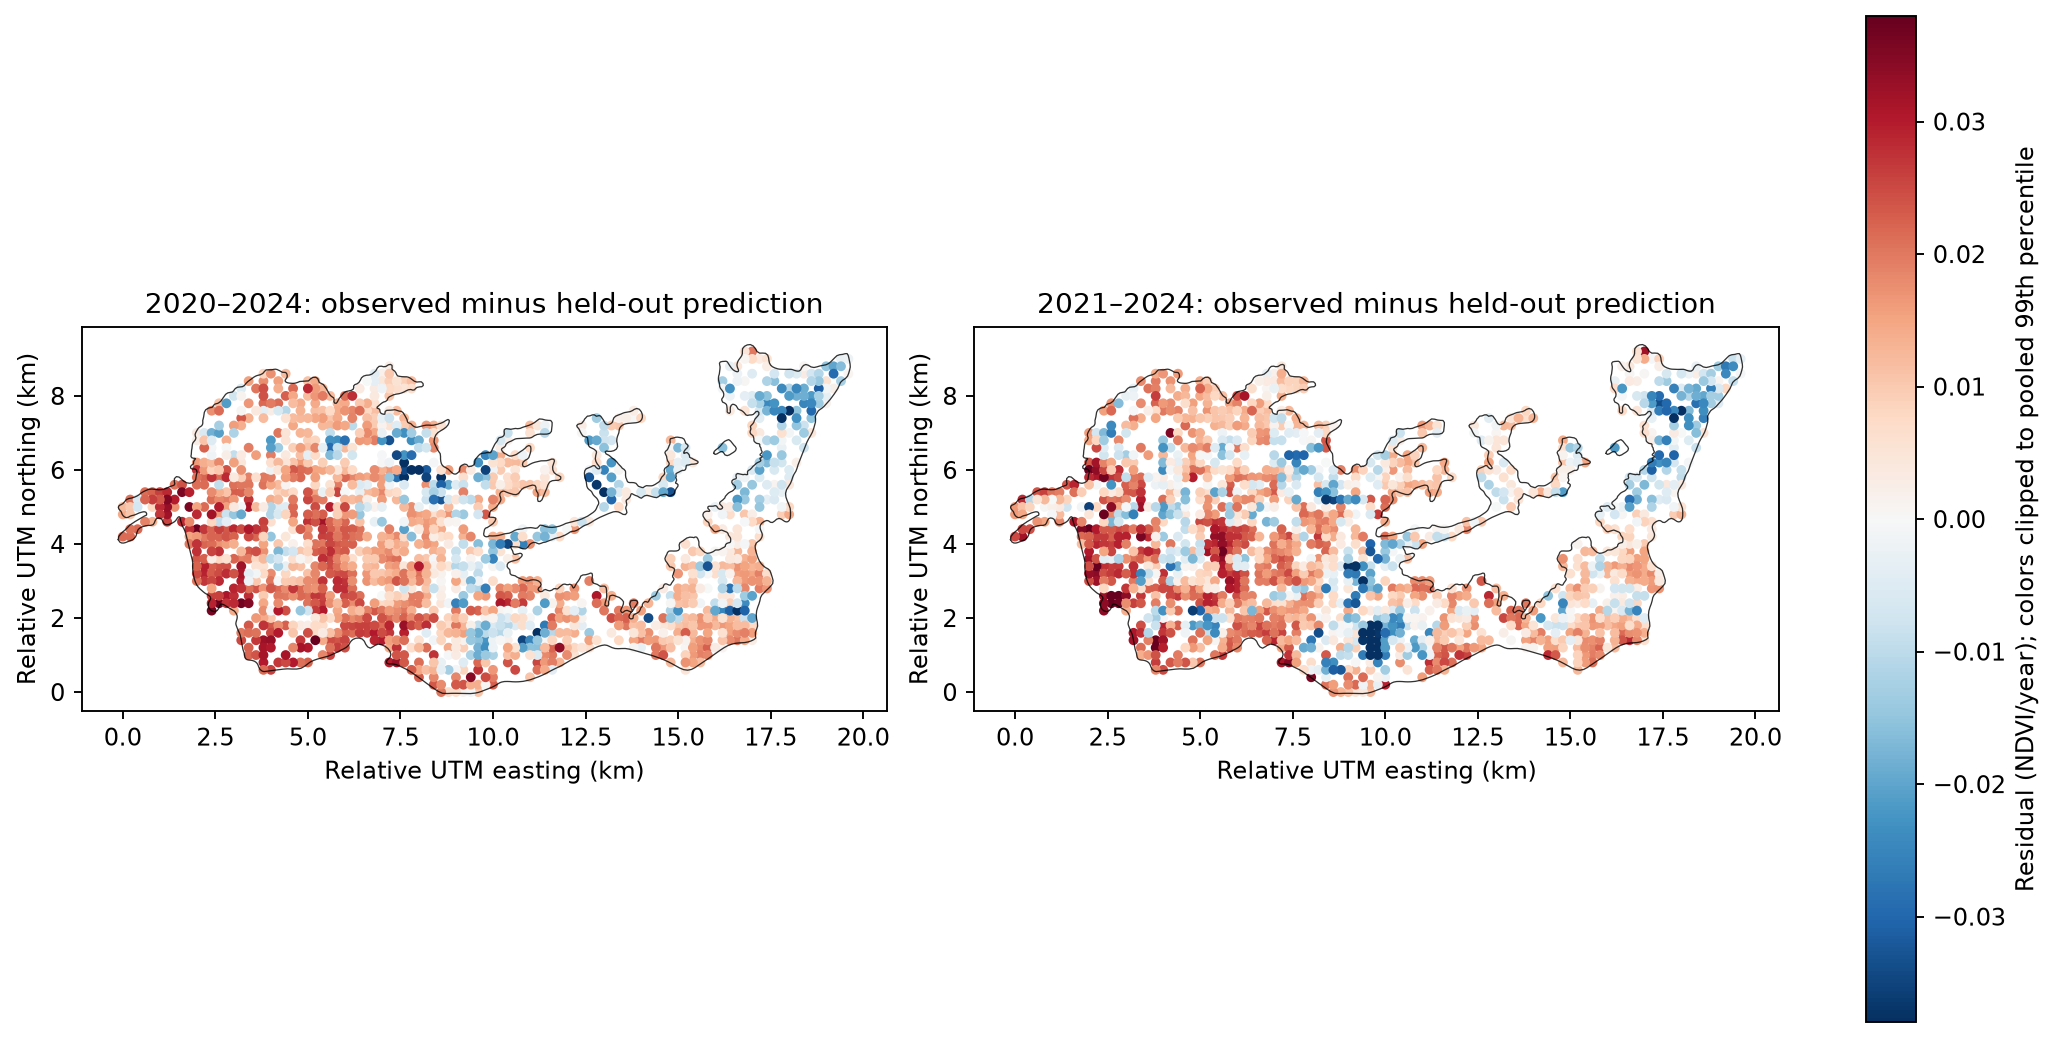 2020–2024: observed minus held-out prediction
Relative UTM northing (km)
8
6
4
2
0
0.0 2.5 5.0 7.5 10.0 12.5 15.0 17.5 20.0
Relative UTM easting (km)
2021–2024: observed minus held-out prediction
Relative UTM northing (km)
8
6
4
2
0
0.0 2.5 5.0 7.5 10.0 12.5 15.0 17.5 20.0
Relative UTM easting (km)
0.03
0.02
0.01
0.00
−0.01
−0.02
−0.03
Residual (NDVI/year); colors clipped to pooled 99th percentile